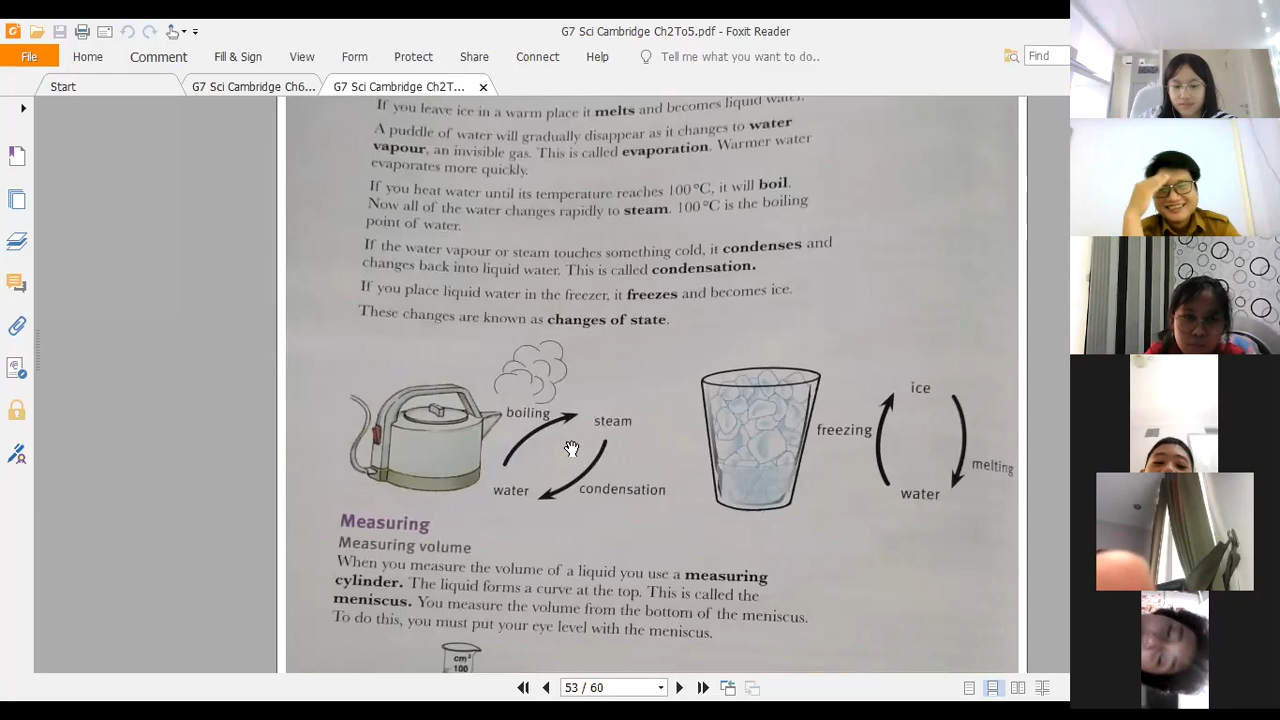 G7 Sci Cambridge Ch2To5.pdf - Foxit Reader
File Home Comment Fill & Sign View Form Protect Share Connect Help Tell me what you want to do.. Find
Start G7 Sci Cambridge Ch6... G7 Sci Cambridge Ch2T...
If you leave ice in a warm place it melts and becomes liquid water.
A puddle of water will gradually disappear as it changes to water
vapour, an invisible gas. This is called evaporation. Warmer water
evaporates more quickly.
If you heat water until its temperature reaches 100 °C, it will boil.
Now all of the water changes rapidly to steam. 100 °C is the boiling
point of water.
If the water vapour or steam touches something cold, it condenses and
changes back into liquid water. This is called condensation.
If you place liquid water in the freezer, it freezes and becomes ice.
These changes are known as changes of state.
boiling
steam
water
condensation
ice
freezing
melting
water
Measuring
Measuring volume
When you measure the volume of a liquid you use a measuring
cylinder. The liquid forms a curve at the top. This is called the
meniscus. You measure the volume from the bottom of the meniscus.
To do this, you must put your eye level with the meniscus.
cm³
100
53 / 60